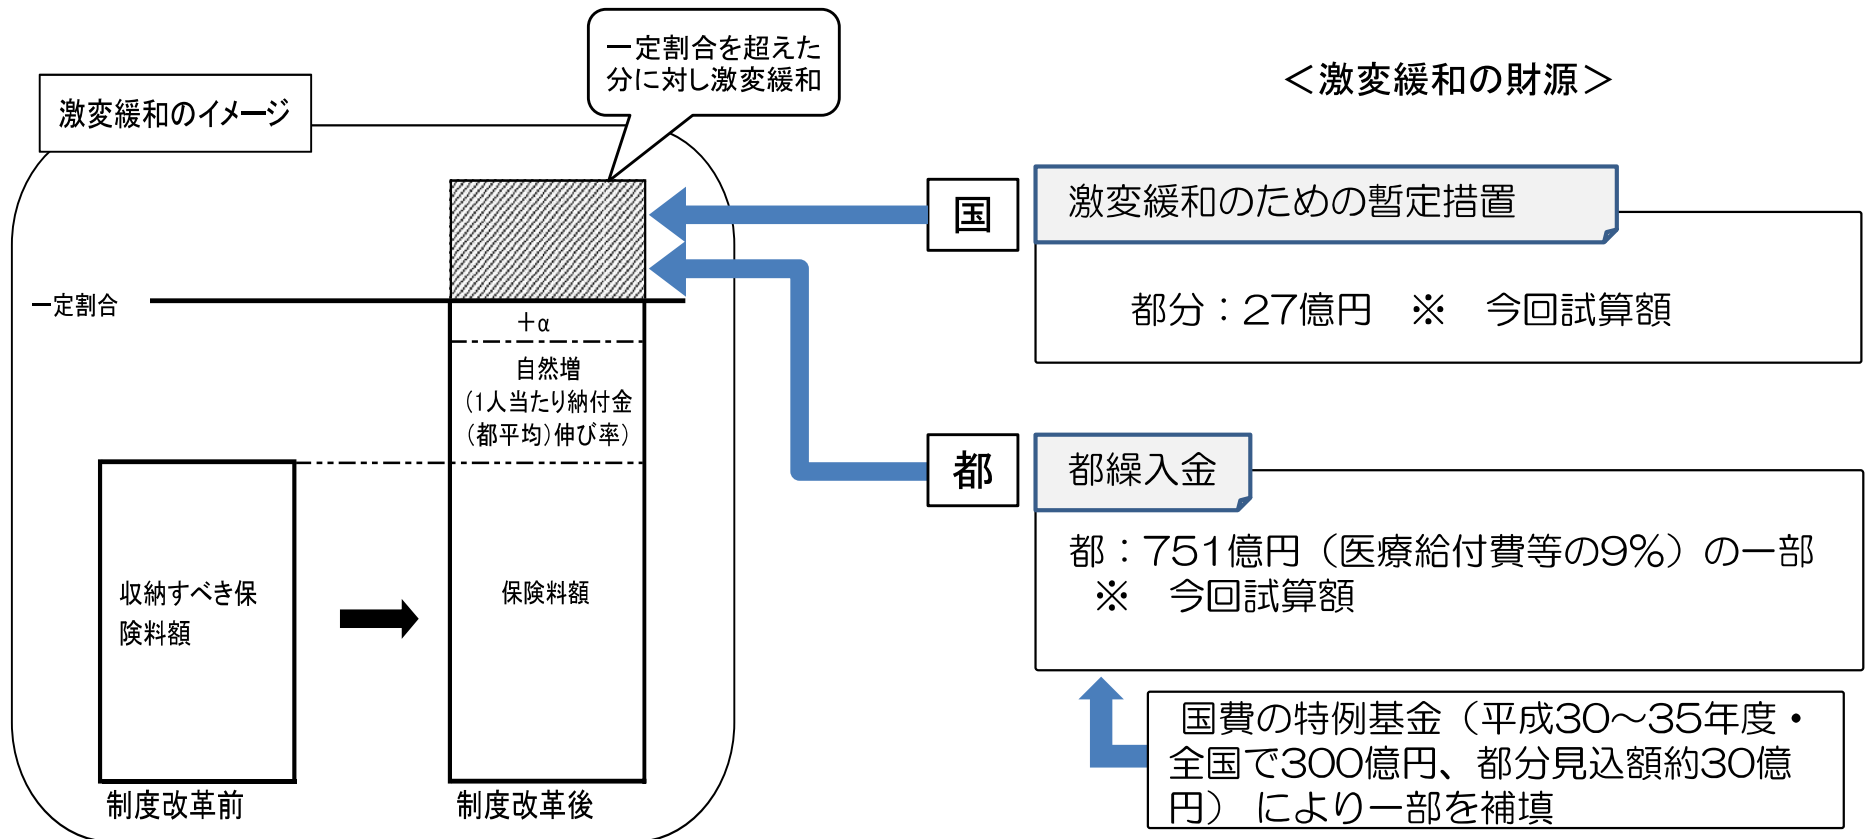 一定割合を超えた
分に対し激変緩和
激変緩和のイメージ
一定割合
+α
自然増
(1人当たり納付金
(都平均)伸び率)
収納すべき保
険料額
保険料額
制度改革前
制度改革後
＜激変緩和の財源＞
国
激変緩和のための暫定措置
都分：27億円　※　今回試算額
都
都繰入金
都：751億円（医療給付費等の9%）の一部
※　今回試算額
国費の特例基金（平成30～35年度・
全国で300億円、都分見込額約30億
円） により一部を補填